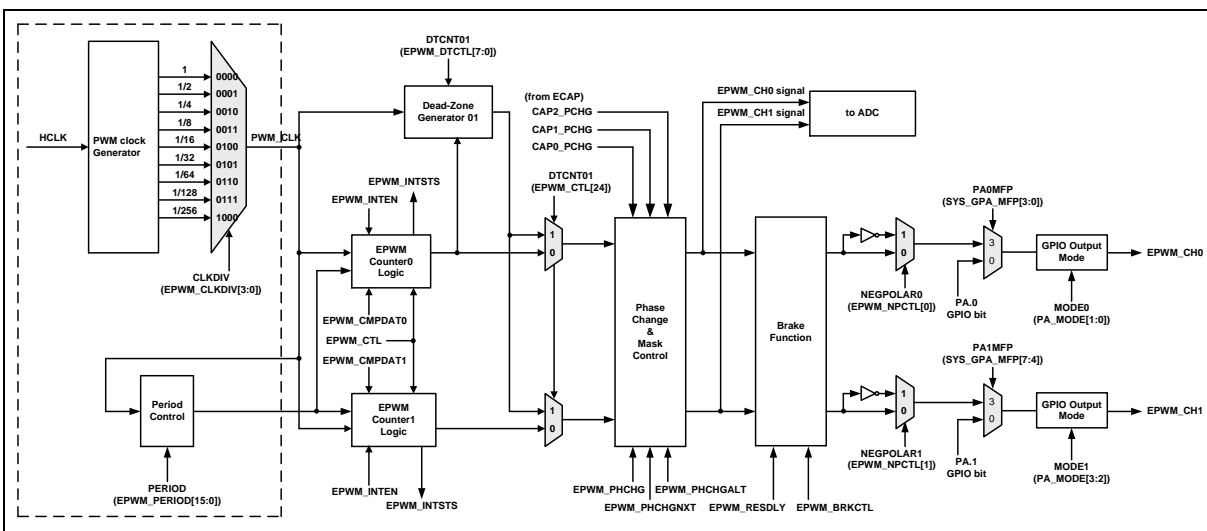 HCLK
PWM clock
Generator
1
1/2
1/4
1/8
1/16
1/32
1/64
1/128
1/256
0000
0001
0010
0011
0100
0101
0110
0111
1000
CLKDIV
(EPWM_CLKDIV[3:0])
PWM_CLK
Period
Control
PERIOD
(EPWM_PERIOD[15:0])
DTCNT01
(EPWM_DTCTL[7:0])
Dead-Zone
Generator 01
EPWM_INTSTS
EPWM_INTEN
EPWM
Counter0
Logic
EPWM_CMPDAT0
EPWM_CTL
EPWM_CMPDAT1
EPWM
Counter1
Logic
EPWM_INTEN
EPWM_INTSTS
(from ECAP)
CAP2_PCHG
CAP1_PCHG
CAP0_PCHG
DTCNT01
(EPWM_CTL[24])
1
0
1
0
Phase
Change
&
Mask
Control
EPWM_PHCHG
EPWM_PHCHGNXT
EPWM_PHCHGALT
EPWM_CH0 signal
EPWM_CH1 signal
to ADC
Brake
Function
EPWM_RESDLY
EPWM_BRKCTL
1
0
NEGPOLAR0
(EPWM_NPCTL[0])
PA0MFP
(SYS_GPA_MFP[3:0])
3
0
PA.0
GPIO bit
GPIO Output
Mode
MODE0
(PA_MODE[1:0])
EPWM_CH0
1
0
NEGPOLAR1
(EPWM_NPCTL[1])
PA1MFP
(SYS_GPA_MFP[7:4])
3
0
PA.1
GPIO bit
GPIO Output
Mode
MODE1
(PA_MODE[3:2])
EPWM_CH1